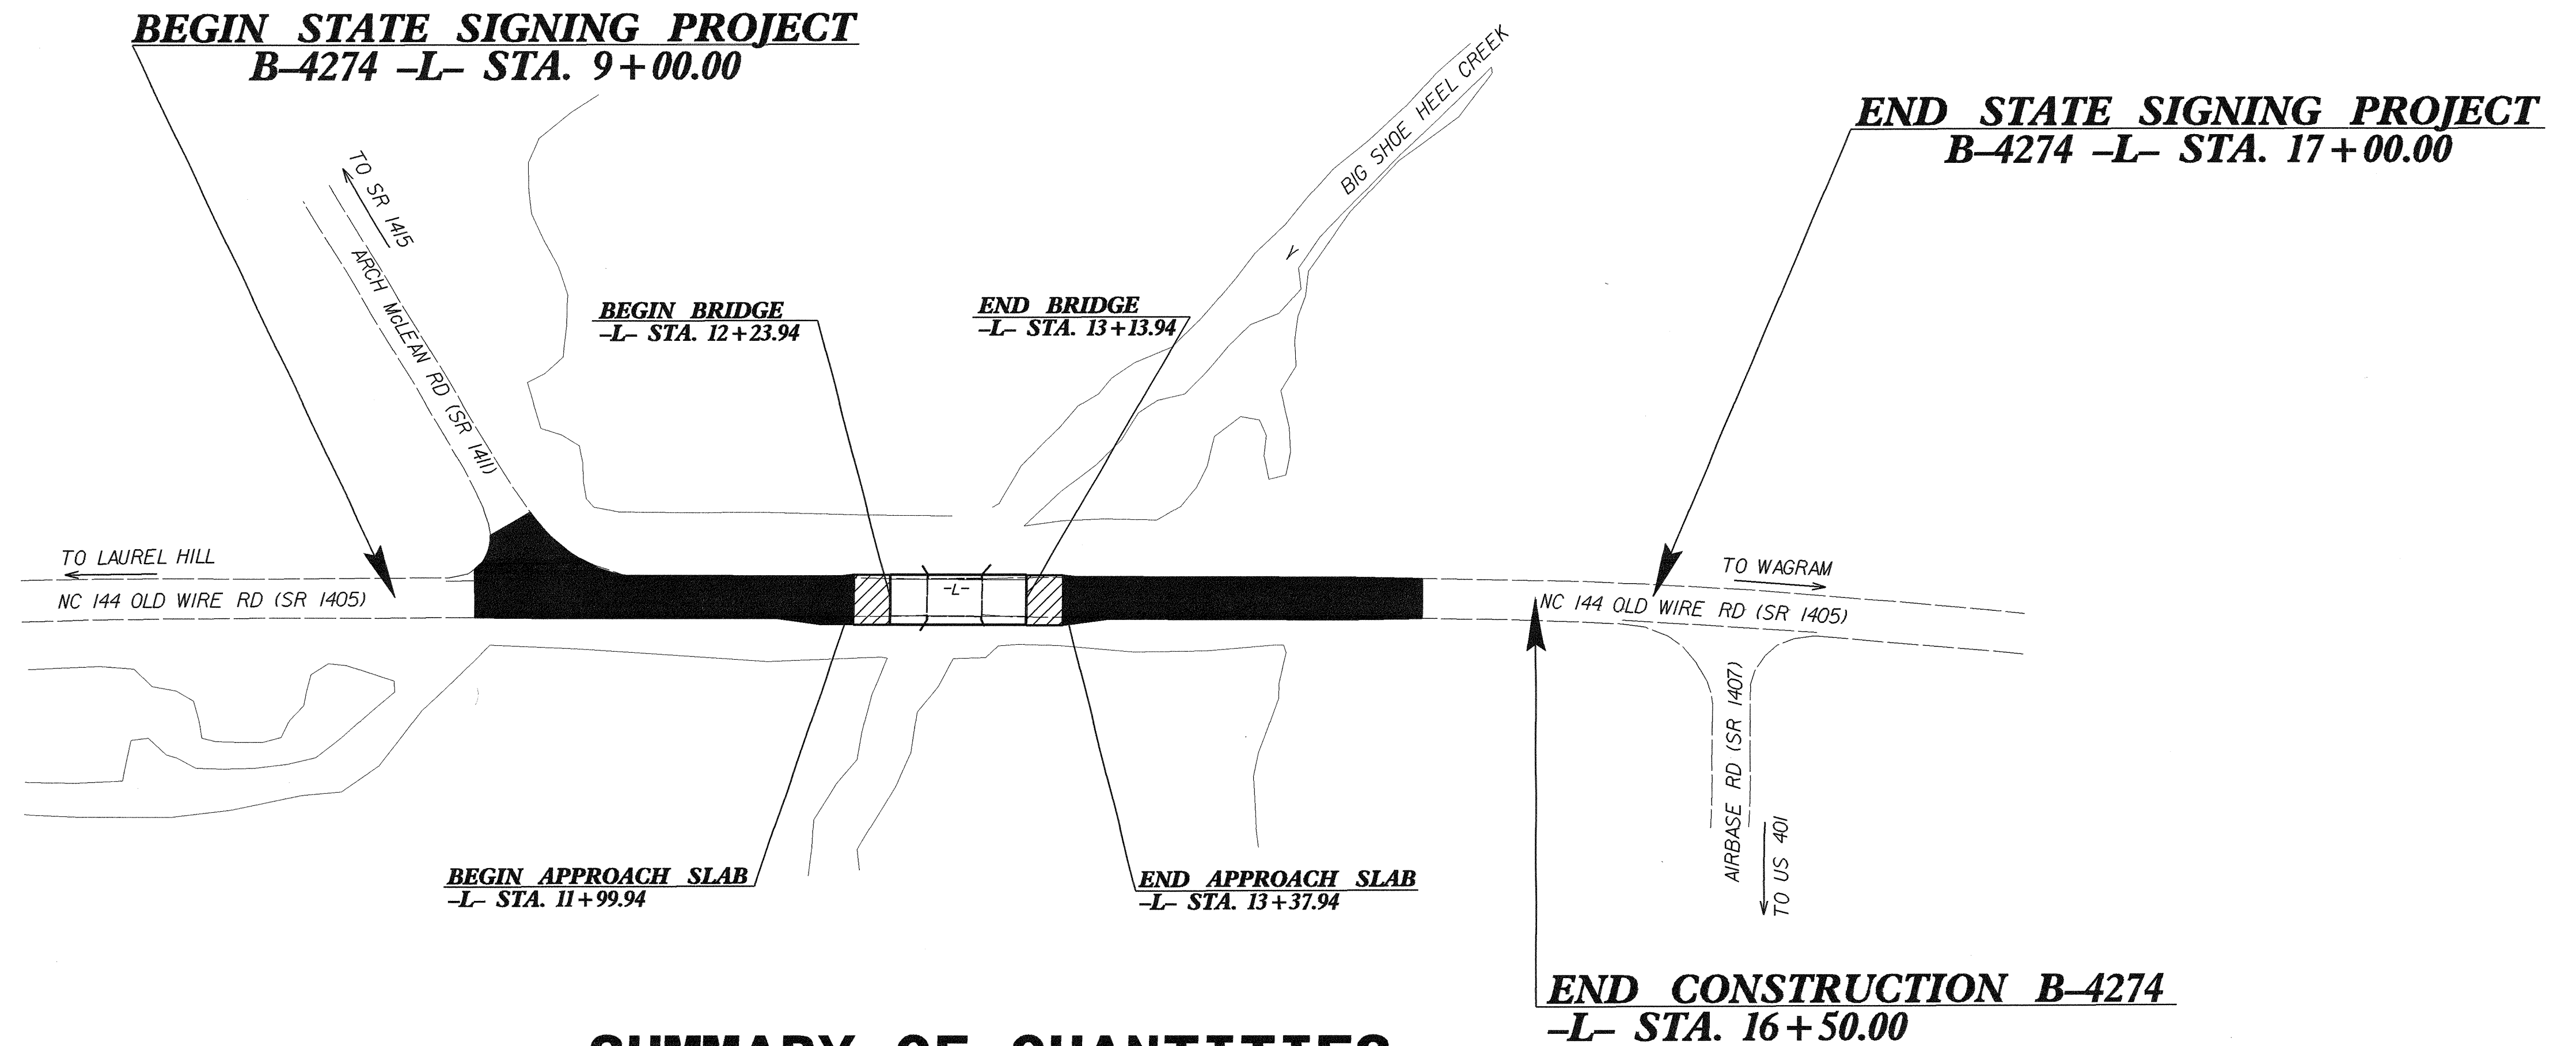 BEGIN STATE SIGNING PROJECT
B-4274 -L- STA. 9+00.00
BIG SHOE HEEL CREEK
END STATE SIGNING PROJECT
B-4274 -L- STA. 17+00.00
TO SR 1415
ARCH McLEAN RD (SR 1411)
BEGIN BRIDGE
-L- STA. 12+23.94
END BRIDGE
-L- STA. 13+13.94
TO LAUREL HILL
NC 144 OLD WIRE RD (SR 1405)
-L-
TO WAGRAM
NC 144 OLD WIRE RD (SR 1405)
AIRBASE RD (SR 1407)
TO US 401
BEGIN APPROACH SLAB
-L- STA. 11+99.94
END APPROACH SLAB
-L- STA. 13+37.94
END CONSTRUCTION B-4274
-L- STA. 16+50.00
SUMMARY OF QUANTITIES